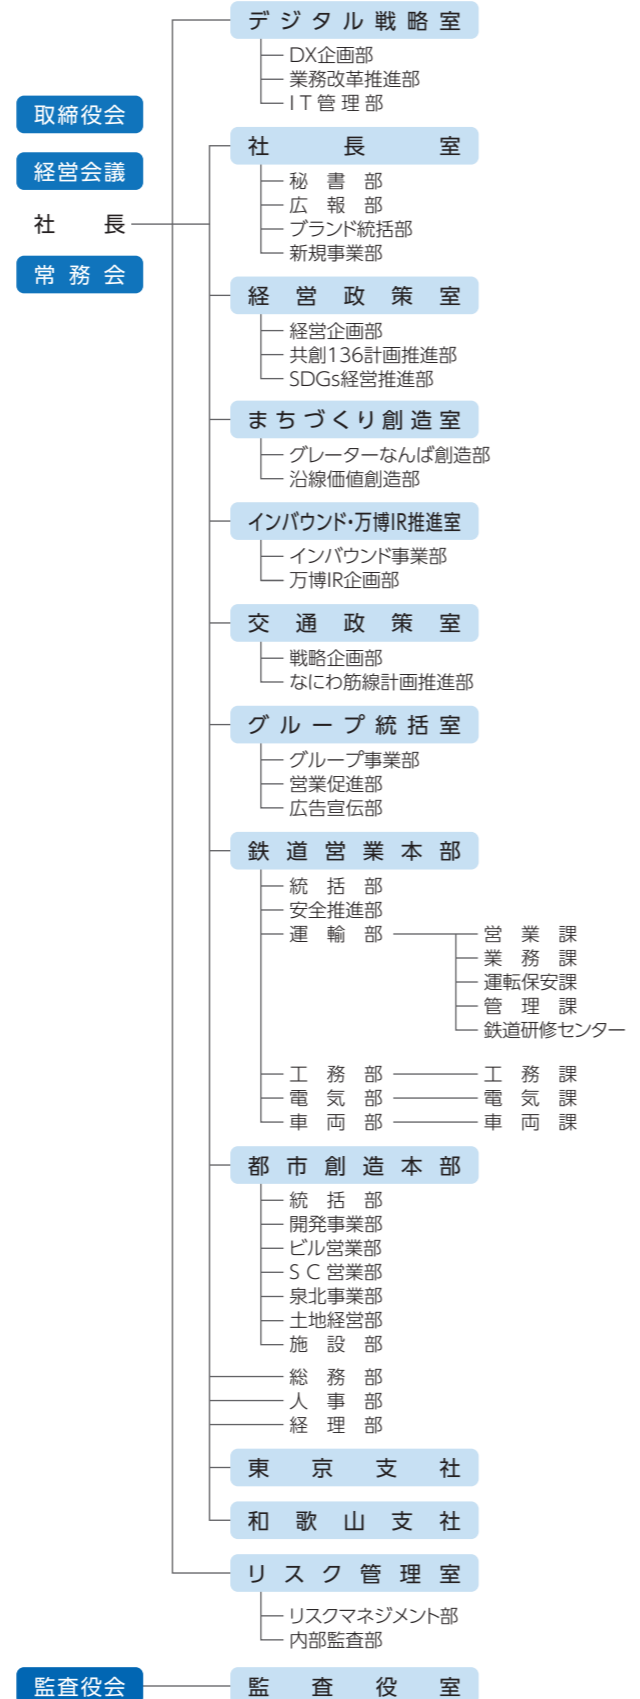 デジタル戦略室
DX企画部
業務改革推進部
IT管理部
取締役会
経営会議
社長
常務会
社長室
秘書部
広報部
ブランド統括部
新規事業部
経営政策室
経営企画部
共創136計画推進部
SDGs経営推進部
まちづくり創造室
グレーターなんば創造部
沿線価値創造部
インバウンド・万博IR推進室
インバウンド事業部
万博IR企画部
交通政策室
戦略企画部
なにわ筋線計画推進部
グループ統括室
グループ事業部
営業促進部
広告宣伝部
鉄道営業本部
統括部
安全推進部
運輸部 営業課
業務課
運転保安課
管理課
鉄道研修センター
工務部 工務課
電気部 電気課
車両部 車両課
都市創造本部
統括部
開発事業部
ビル営業部
SC営業部
泉北事業部
土地経営部
施設部
総務部
人事部
経理部
東京支社
和歌山支社
リスク管理室
リスクマネジメント部
内部監査部
監査役会 監査役室